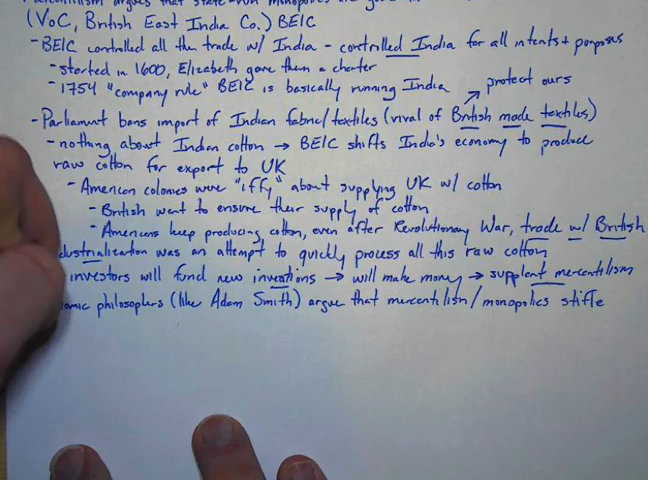 (VOC, British East India Co.) BEIC
- BEIC controlled all the trade w/ India - controlled India for all intents + purposes
- started in 1600, Elizabeth gave them a charter
- 1754 "company rule" BEIC is basically running India
protect ours
- Parliament bans import of Indian fabric/textiles (rival of British made textiles)
- nothing about Indian cotton → BEIC shifts India's economy to produce
raw cotton for export to UK
- American colonies were "iffy" about supplying UK w/ cotton
- British want to ensure their supply of cotton
- Americans keep producing cotton, even after Revolutionary War, trade w/ British
dustrialization was an attempt to quickly process all this raw cotton
investors will fund new inventions → will make money → supplent mercentilism
omic philosophers (like Adam Smith) argue that mercentilism/monopolies stifle